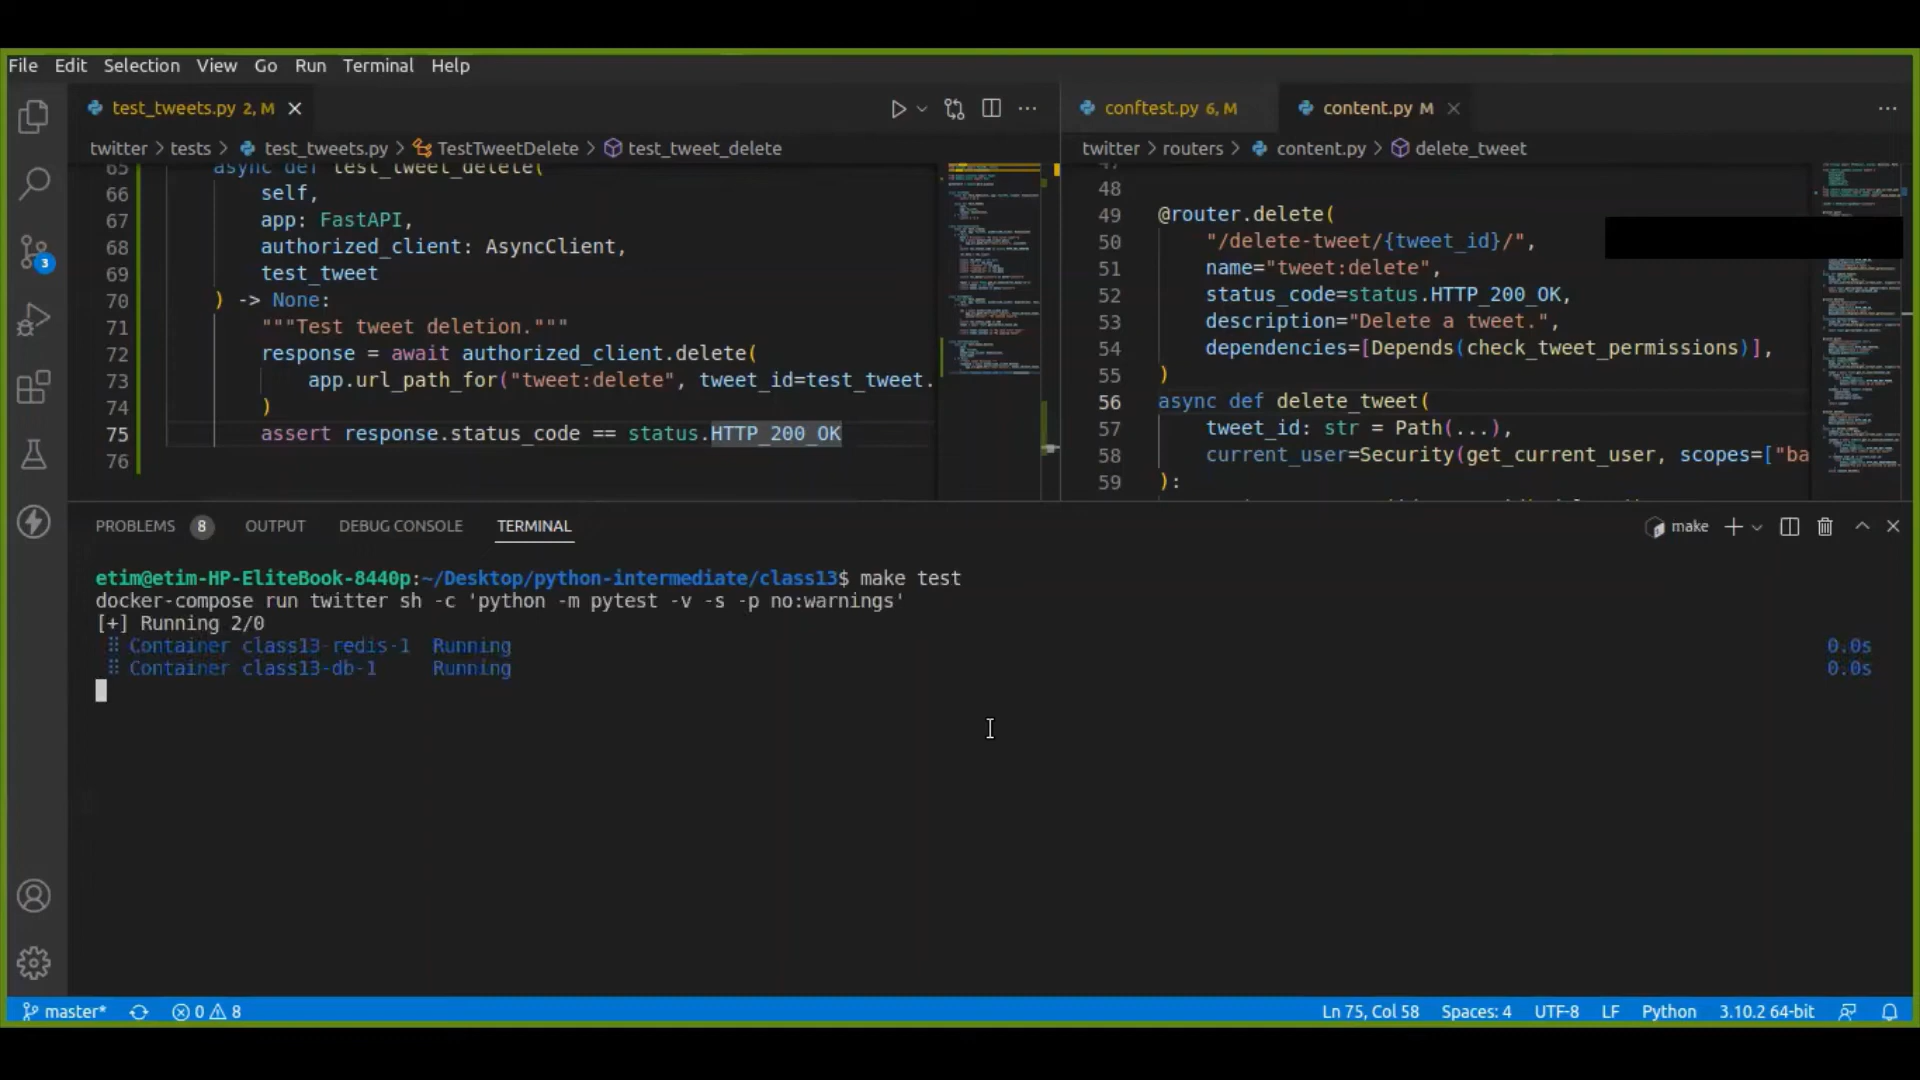 File Edit Selection View Go Run Terminal Help
test_tweets.py 2, M
twitter > tests > test_tweets.py > TestTweetDelete > test_tweet_delete
65 async def test_tweet_delete(
66 self,
67 app: FastAPI,
68 authorized_client: AsyncClient,
69 test_tweet
70 ) -> None:
71 """Test tweet deletion."""
72 response = await authorized_client.delete(
73 app.url_path_for("tweet:delete", tweet_id=test_tweet.
74 )
75 assert response.status_code == status.HTTP_200_OK
76
conftest.py 6, M content.py M
twitter > routers > content.py > delete_tweet
48
49 @router.delete(
50 "/delete-tweet/{tweet_id}/",
51 name="tweet:delete",
52 status_code=status.HTTP_200_OK,
53 description="Delete a tweet.",
54 dependencies=[Depends(check_tweet_permissions)],
55 )
56 async def delete_tweet(
57 tweet_id: str = Path(...),
58 current_user=Security(get_current_user, scopes=["ba
59 ):
PROBLEMS 8 OUTPUT DEBUG CONSOLE TERMINAL make
etim@etim-HP-EliteBook-8440p:~/Desktop/python-intermediate/class13$ make test
docker-compose run twitter sh -c 'python -m pytest -v -s -p no:warnings'
[+] Running 2/0
⠿ Container class13-redis-1 Running 0.0s
⠿ Container class13-db-1 Running 0.0s
master* 0 8 Ln 75, Col 58 Spaces: 4 UTF-8 LF Python 3.10.2 64-bit
3